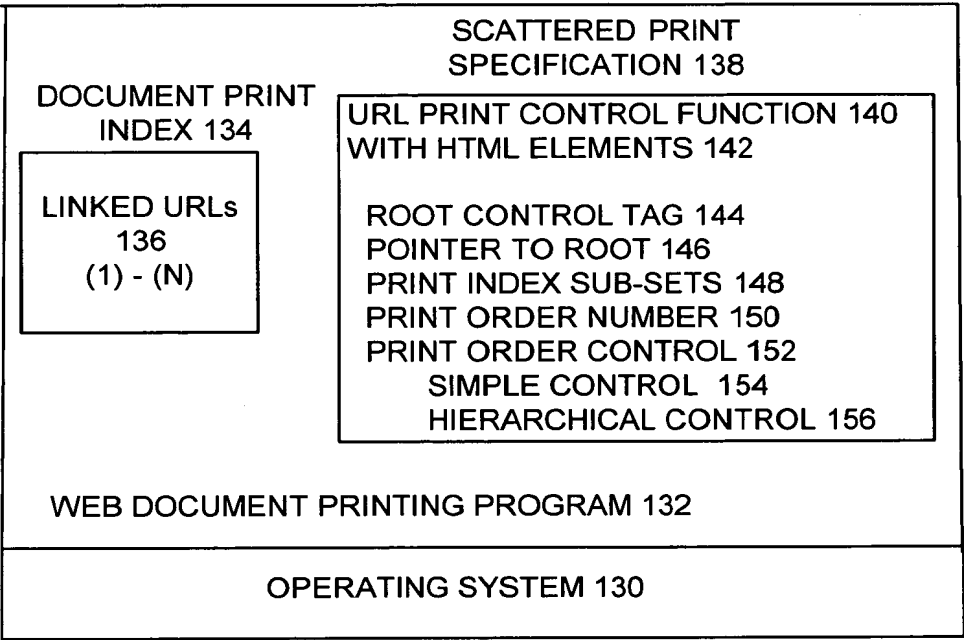 SCATTERED PRINT
SPECIFICATION 138
DOCUMENT PRINT
INDEX 134
LINKED URLs
136
(1) - (N)
URL PRINT CONTROL FUNCTION 140
WITH HTML ELEMENTS 142
ROOT CONTROL TAG 144
POINTER TO ROOT 146
PRINT INDEX SUB-SETS 148
PRINT ORDER NUMBER 150
PRINT ORDER CONTROL 152
SIMPLE CONTROL 154
HIERARCHICAL CONTROL 156
WEB DOCUMENT PRINTING PROGRAM 132
OPERATING SYSTEM 130